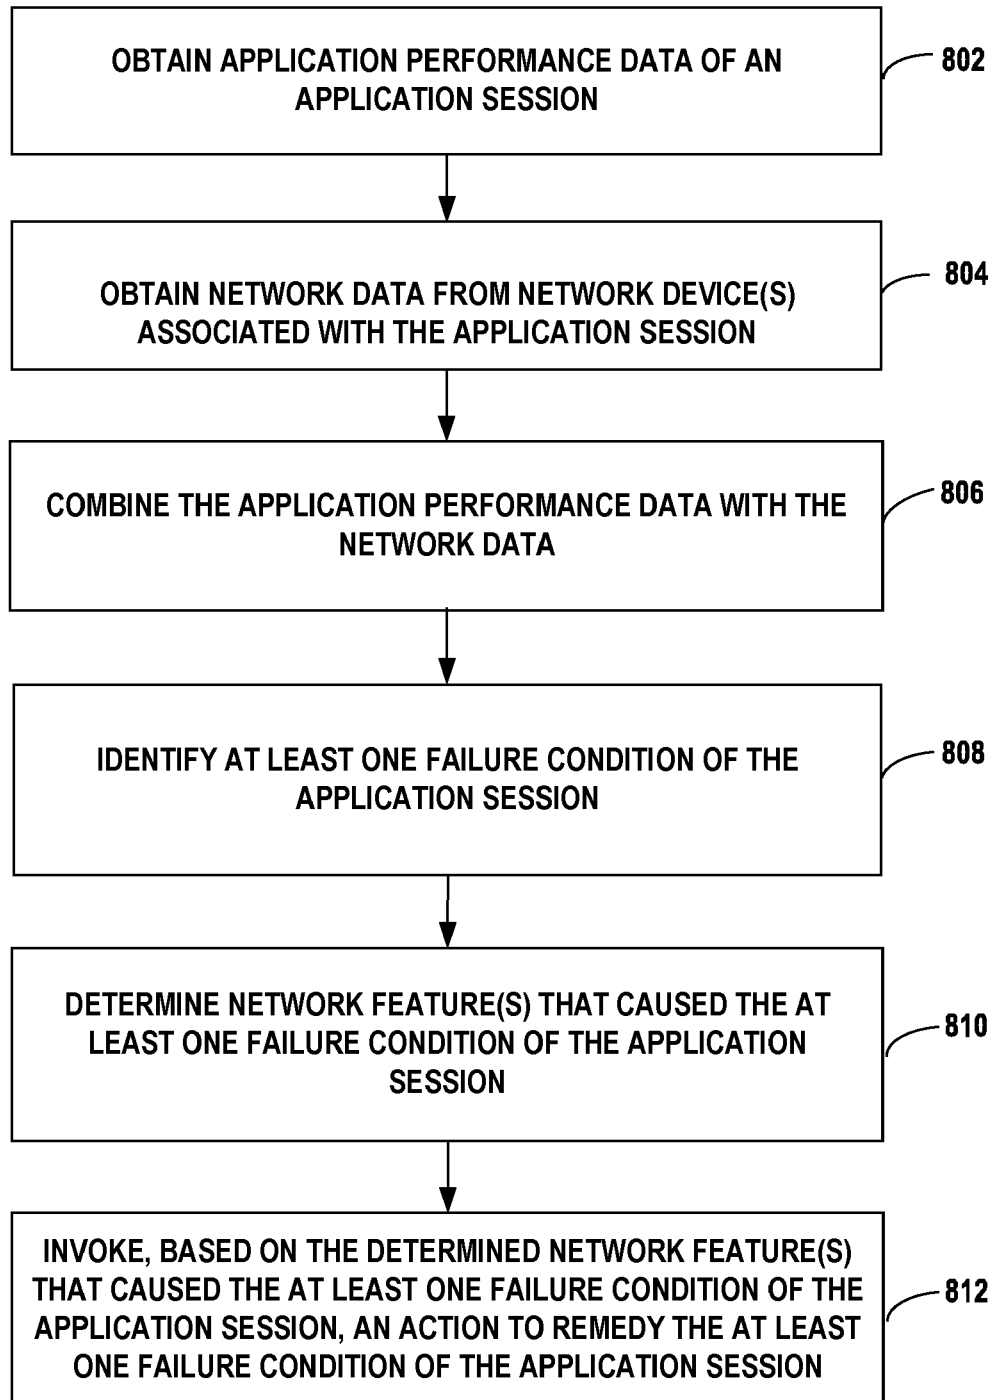 OBTAIN APPLICATION PERFORMANCE DATA OF AN
APPLICATION SESSION
802
OBTAIN NETWORK DATA FROM NETWORK DEVICE(S)
ASSOCIATED WITH THE APPLICATION SESSION
804
COMBINE THE APPLICATION PERFORMANCE DATA WITH THE
NETWORK DATA
806
IDENTIFY AT LEAST ONE FAILURE CONDITION OF THE
APPLICATION SESSION
808
DETERMINE NETWORK FEATURE(S) THAT CAUSED THE AT
LEAST ONE FAILURE CONDITION OF THE APPLICATION
SESSION
810
INVOKE, BASED ON THE DETERMINED NETWORK FEATURE(S)
THAT CAUSED THE AT LEAST ONE FAILURE CONDITION OF THE
APPLICATION SESSION, AN ACTION TO REMEDY THE AT LEAST
ONE FAILURE CONDITION OF THE APPLICATION SESSION
812